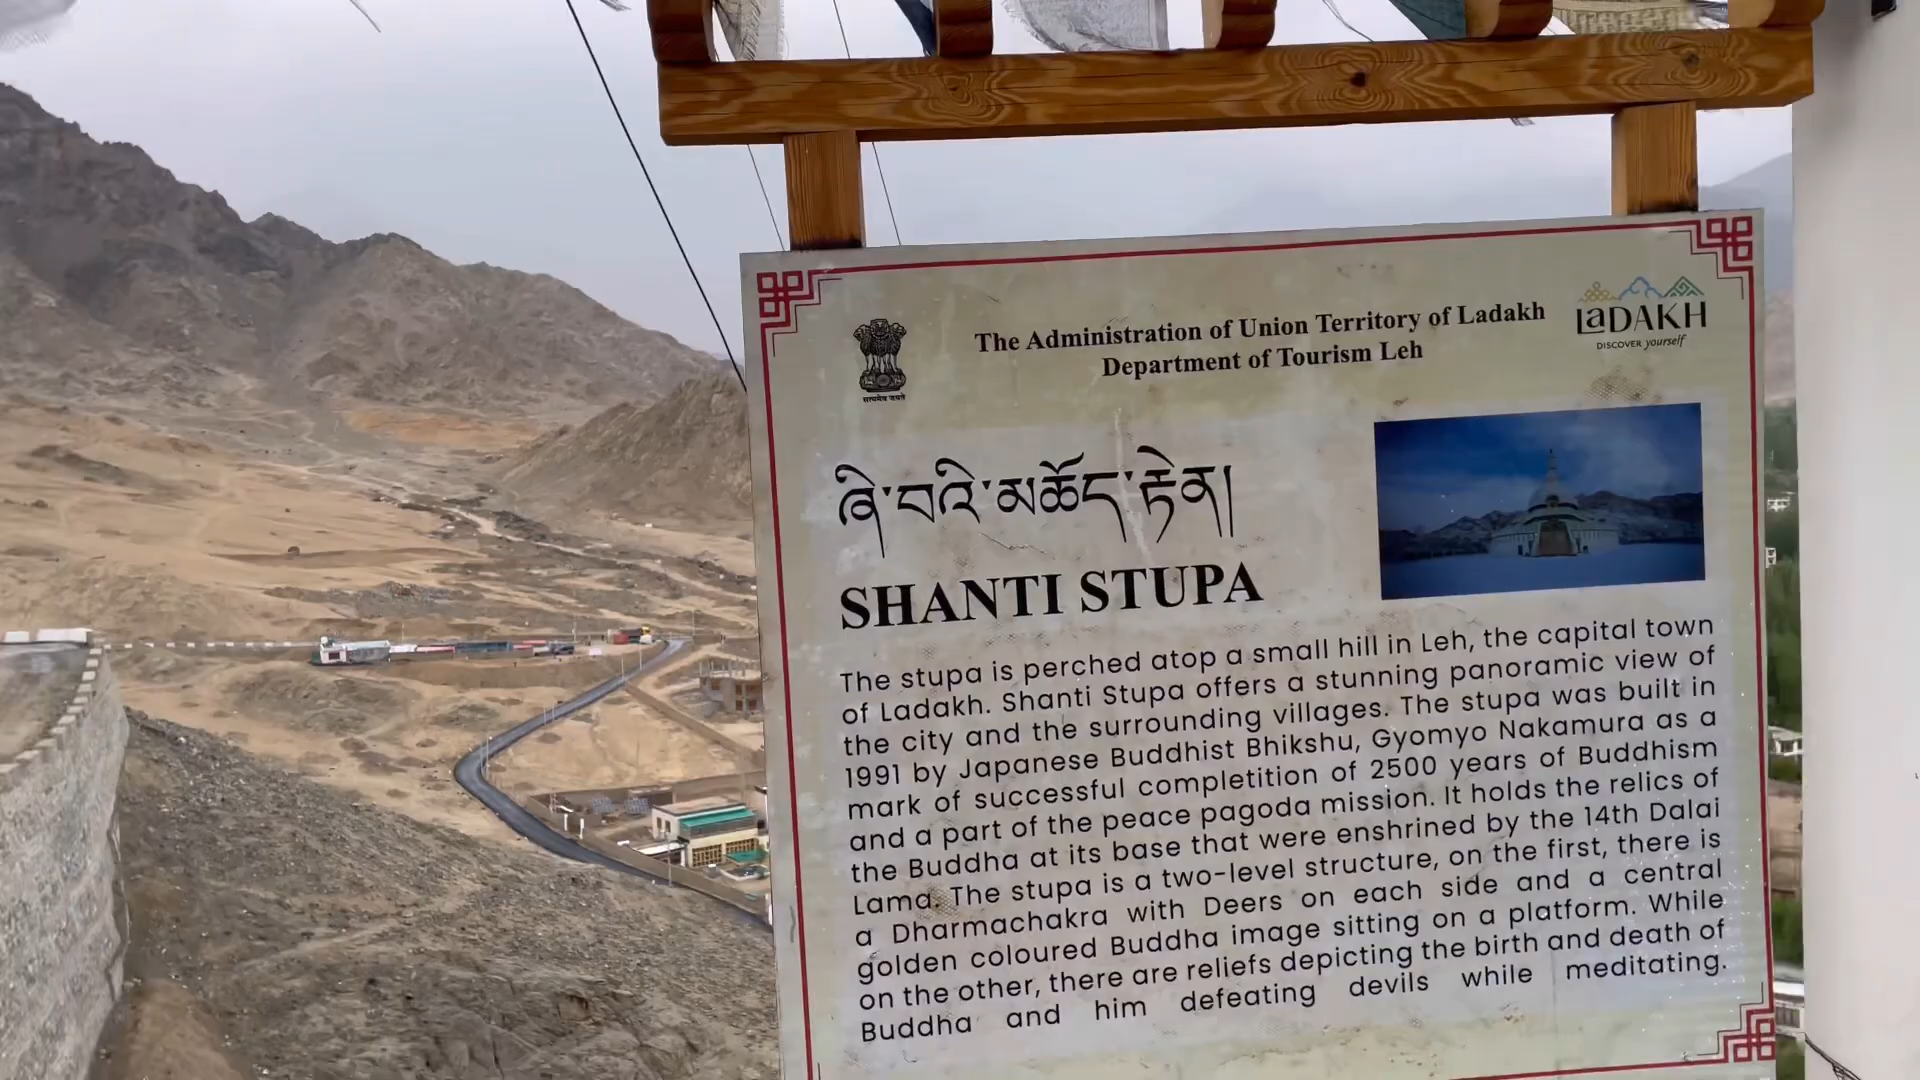 The Administration of Union Territory of Ladakh
Department of Tourism Leh
सत्यमेव जयते
LaDAKH
DISCOVER yourself
ཞི་བའི་མཆོད་རྟེན།
SHANTI STUPA
The stupa is perched atop a small hill in Leh, the capital town
of Ladakh. Shanti Stupa offers a stunning panoramic view of
the city and the surrounding villages. The stupa was built in
1991 by Japanese Buddhist Bhikshu, Gyomyo Nakamura as a
mark of successful completition of 2500 years of Buddhism
and a part of the peace pagoda mission. It holds the relics of
the Buddha at its base that were enshrined by the 14th Dalai
Lama. The stupa is a two-level structure, on the first, there is
a Dharmachakra with Deers on each side and a central
golden coloured Buddha image sitting on a platform. While
on the other, there are reliefs depicting the birth and death of
Buddha and him defeating devils while meditating.